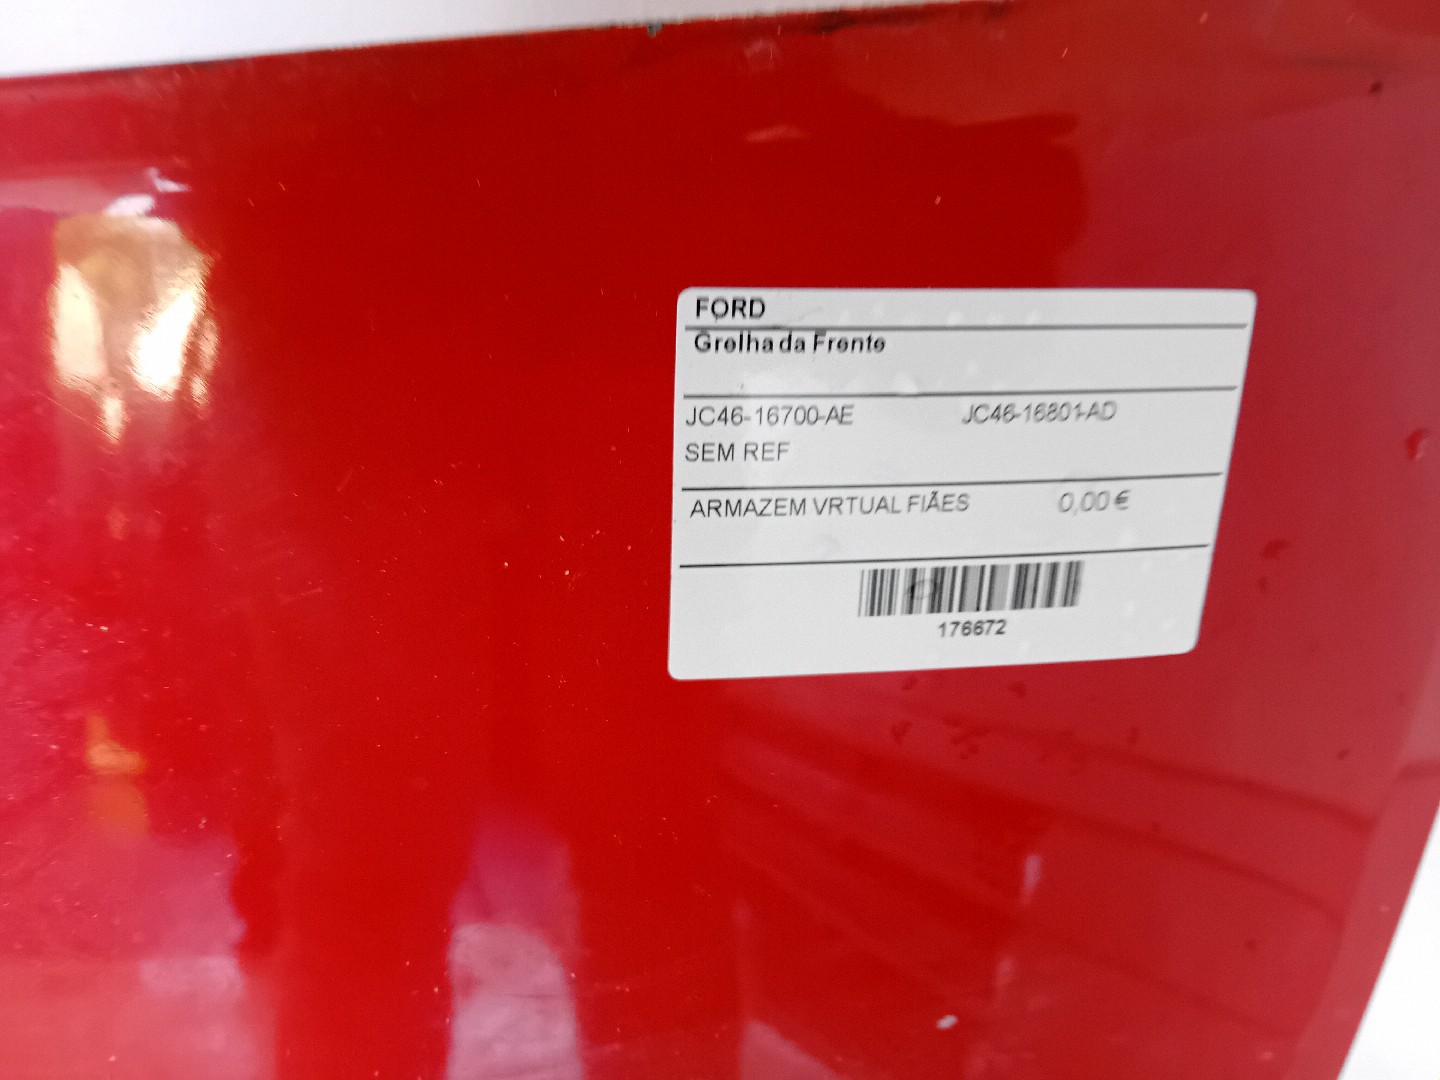 FORD
Grelha da Frente
JC46-16700-AE JC46-16801-AD
SEM REF
ARMAZEM VRTUAL FIÃES 0,00 €
176672